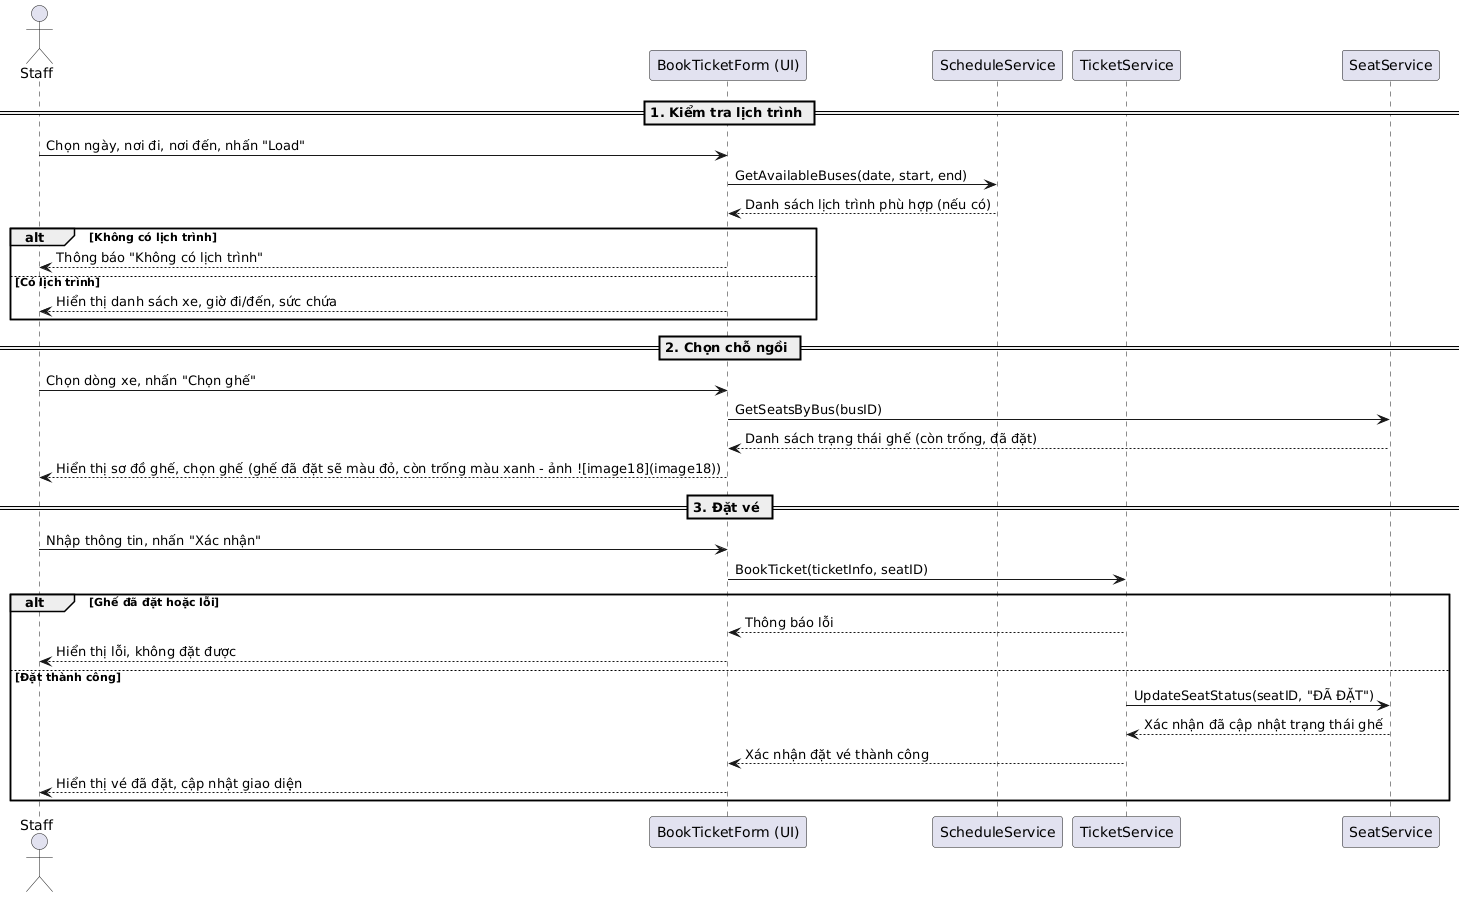 Staff
BookTicketForm (UI)
ScheduleService
TicketService
SeatService
1. Kiểm tra lịch trình
Chọn ngày, nơi đi, nơi đến, nhấn "Load"
GetAvailableBuses(date, start, end)
Danh sách lịch trình phù hợp (nếu có)
alt [Không có lịch trình]
Thông báo "Không có lịch trình"
[Có lịch trình]
Hiển thị danh sách xe, giờ đi/đến, sức chứa
2. Chọn chỗ ngồi
Chọn dòng xe, nhấn "Chọn ghế"
GetSeatsByBus(busID)
Danh sách trạng thái ghế (còn trống, đã đặt)
Hiển thị sơ đồ ghế, chọn ghế (ghế đã đặt sẽ màu đỏ, còn trống màu xanh - ảnh ![image18](image18))
3. Đặt vé
Nhập thông tin, nhấn "Xác nhận"
BookTicket(ticketInfo, seatID)
alt [Ghế đã đặt hoặc lỗi]
Thông báo lỗi
Hiển thị lỗi, không đặt được
[Đặt thành công]
UpdateSeatStatus(seatID, "ĐÃ ĐẶT")
Xác nhận đã cập nhật trạng thái ghế
Xác nhận đặt vé thành công
Hiển thị vé đã đặt, cập nhật giao diện
Staff
BookTicketForm (UI)
ScheduleService
TicketService
SeatService